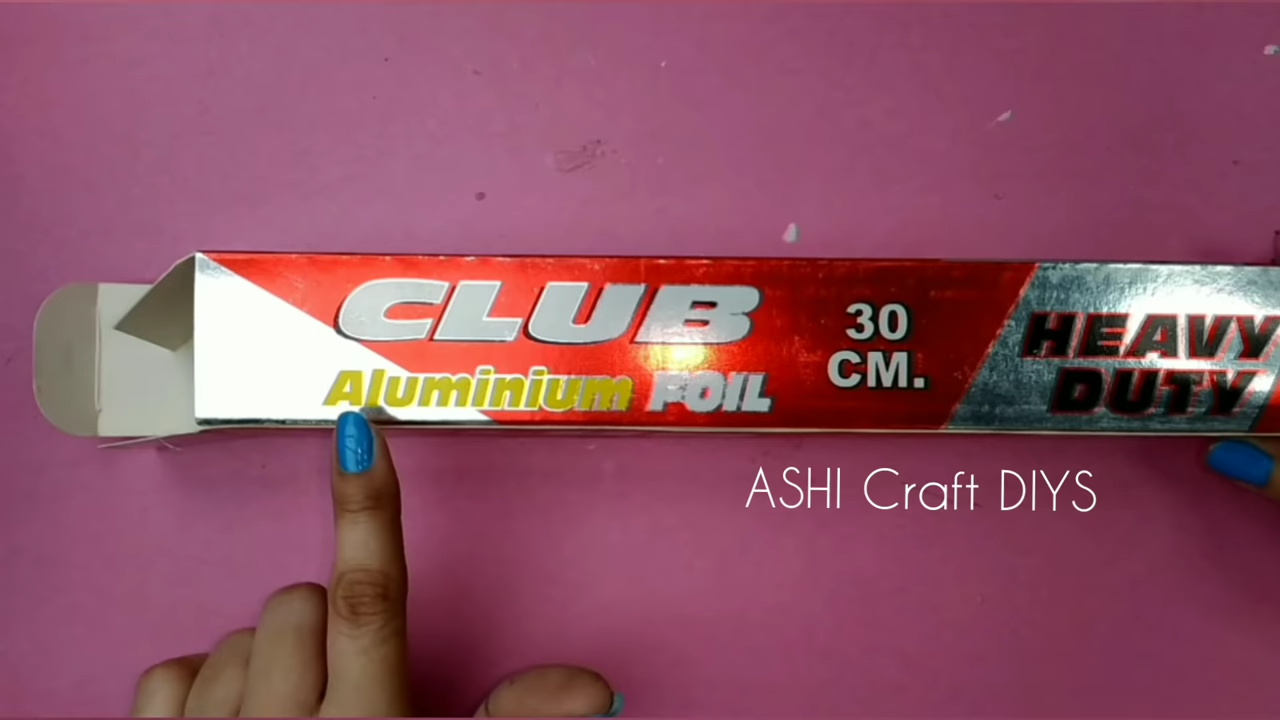 CLUB
Aluminium FOIL
30
CM.
HEAVY
DUTY
ASHI Craft DIYS